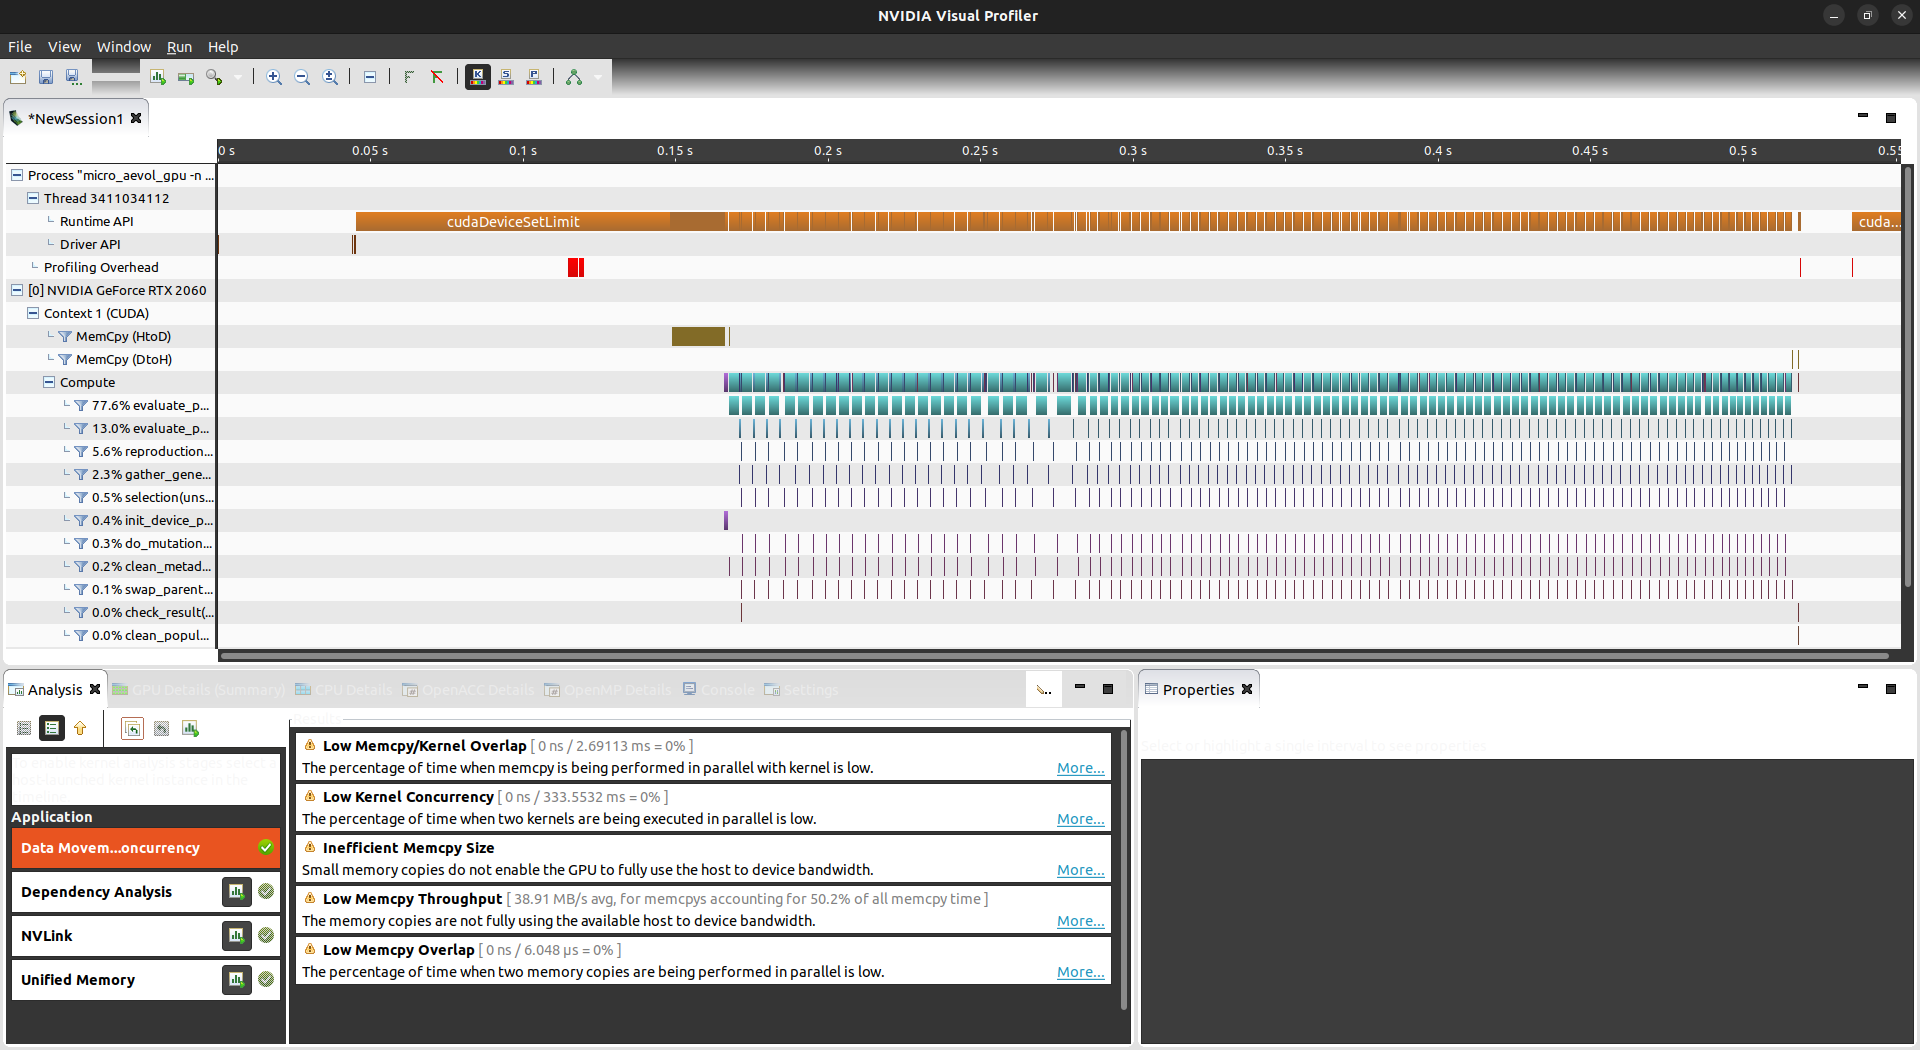 NVIDIA Visual Profiler
File View Window Run Help
*NewSession1
0 s 0.05 s 0.1 s 0.15 s 0.2 s 0.25 s 0.3 s 0.35 s 0.4 s 0.45 s 0.5 s 0.55
Process "micro_aevol_gpu -n ...
Thread 3411034112
Runtime API cudaDeviceSetLimit cuda...
Driver API
Profiling Overhead
[0] NVIDIA GeForce RTX 2060
Context 1 (CUDA)
MemCpy (HtoD)
MemCpy (DtoH)
Compute
77.6% evaluate_p...
13.0% evaluate_p...
5.6% reproduction...
2.3% gather_gene...
0.5% selection(uns...
0.4% init_device_p...
0.3% do_mutation...
0.2% clean_metad...
0.1% swap_parent...
0.0% check_result(...
0.0% clean_popul...
Analysis GPU Details (Summary) CPU Details OpenACC Details OpenMP Details Console Settings
Properties
Results
To enable kernel analysis stages select a
host-launched kernel instance in the
timeline.
Application
Data Movem...oncurrency
Dependency Analysis
NVLink
Unified Memory
Low Memcpy/Kernel Overlap [ 0 ns / 2.69113 ms = 0% ]
The percentage of time when memcpy is being performed in parallel with kernel is low. More...
Low Kernel Concurrency [ 0 ns / 333.5532 ms = 0% ]
The percentage of time when two kernels are being executed in parallel is low. More...
Inefficient Memcpy Size
Small memory copies do not enable the GPU to fully use the host to device bandwidth. More...
Low Memcpy Throughput [ 38.91 MB/s avg, for memcpys accounting for 50.2% of all memcpy time ]
The memory copies are not fully using the available host to device bandwidth. More...
Low Memcpy Overlap [ 0 ns / 6.048 µs = 0% ]
The percentage of time when two memory copies are being performed in parallel is low. More...
Select or highlight a single interval to see properties